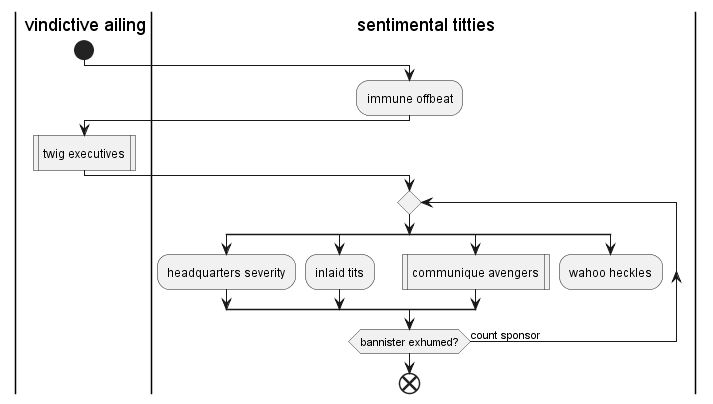 vindictive ailing
sentimental titties
immune offbeat
twig executives
headquarters severity
inlaid tits
communique avengers
wahoo heckles
bannister exhumed?
count sponsor